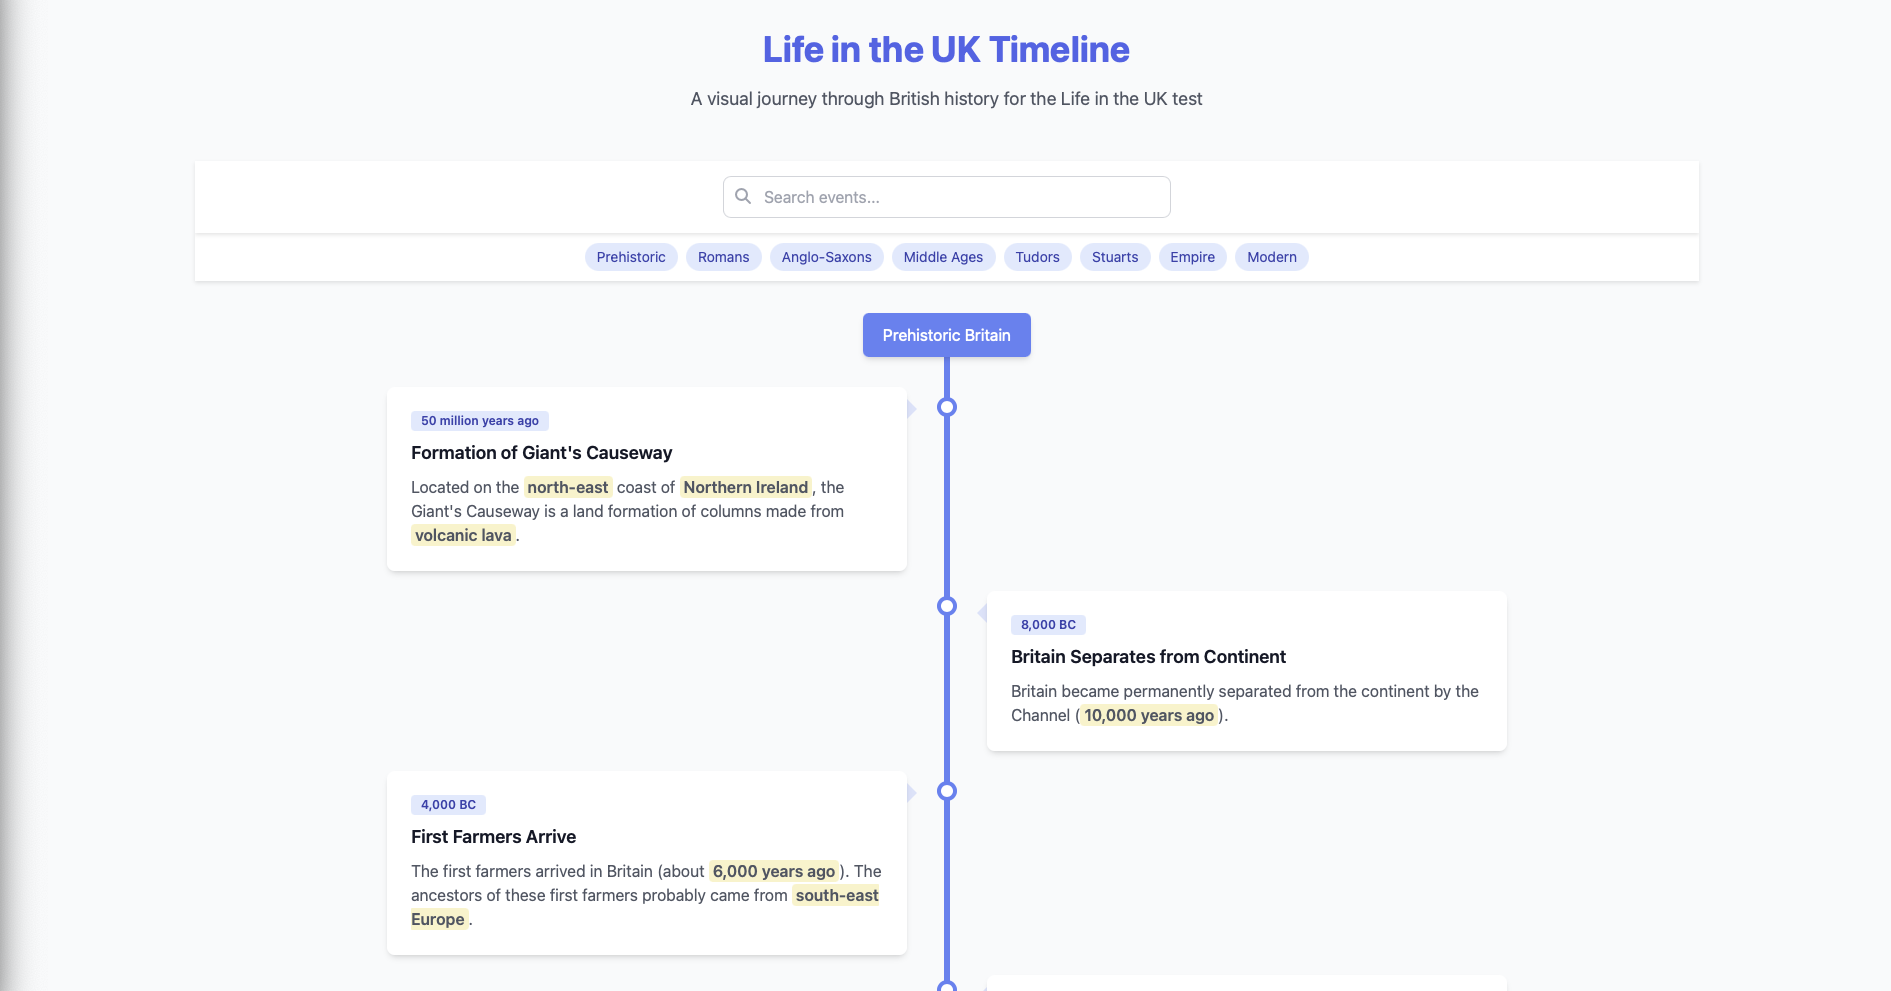 Life in the UK Timeline
A visual journey through British history for the Life in the UK test
Search events...
Prehistoric Romans Anglo-Saxons Middle Ages Tudors Stuarts Empire Modern
Prehistoric Britain
50 million years ago
Formation of Giant's Causeway
Located on the north-east coast of Northern Ireland, the
Giant's Causeway is a land formation of columns made from
volcanic lava.
8,000 BC
Britain Separates from Continent
Britain became permanently separated from the continent by the
Channel (10,000 years ago).
4,000 BC
First Farmers Arrive
The first farmers arrived in Britain (about 6,000 years ago). The
ancestors of these first farmers probably came from south-east
Europe.